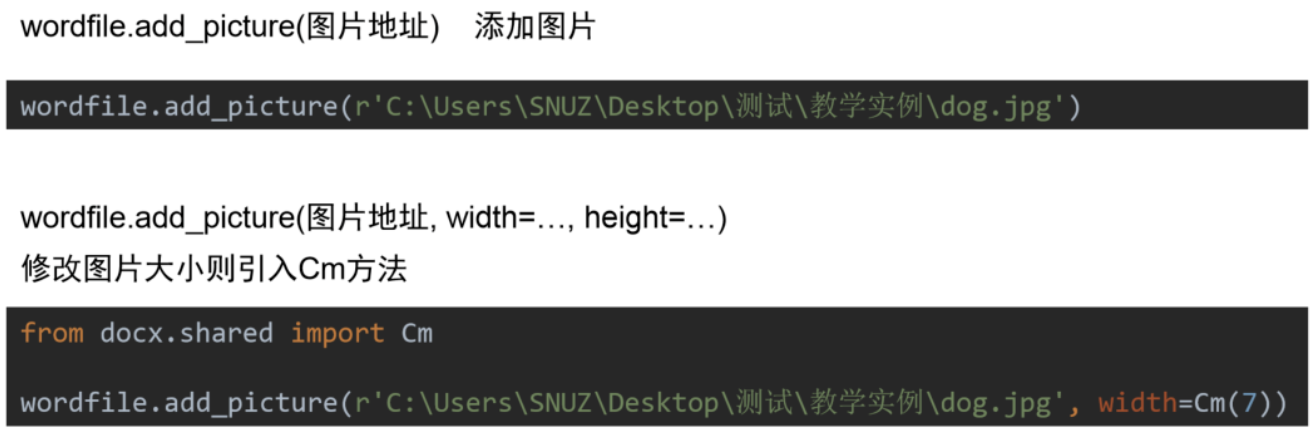 wordfile.add_picture(图片地址) 添加图片
wordfile.add_picture(r'C:\Users\SNUZ\Desktop\测试\教学实例\dog.jpg')
wordfile.add_picture(图片地址, width=…, height=…)
修改图片大小则引入Cm方法
from docx.shared import Cm
wordfile.add_picture(r'C:\Users\SNUZ\Desktop\测试\教学实例\dog.jpg', width=Cm(7))